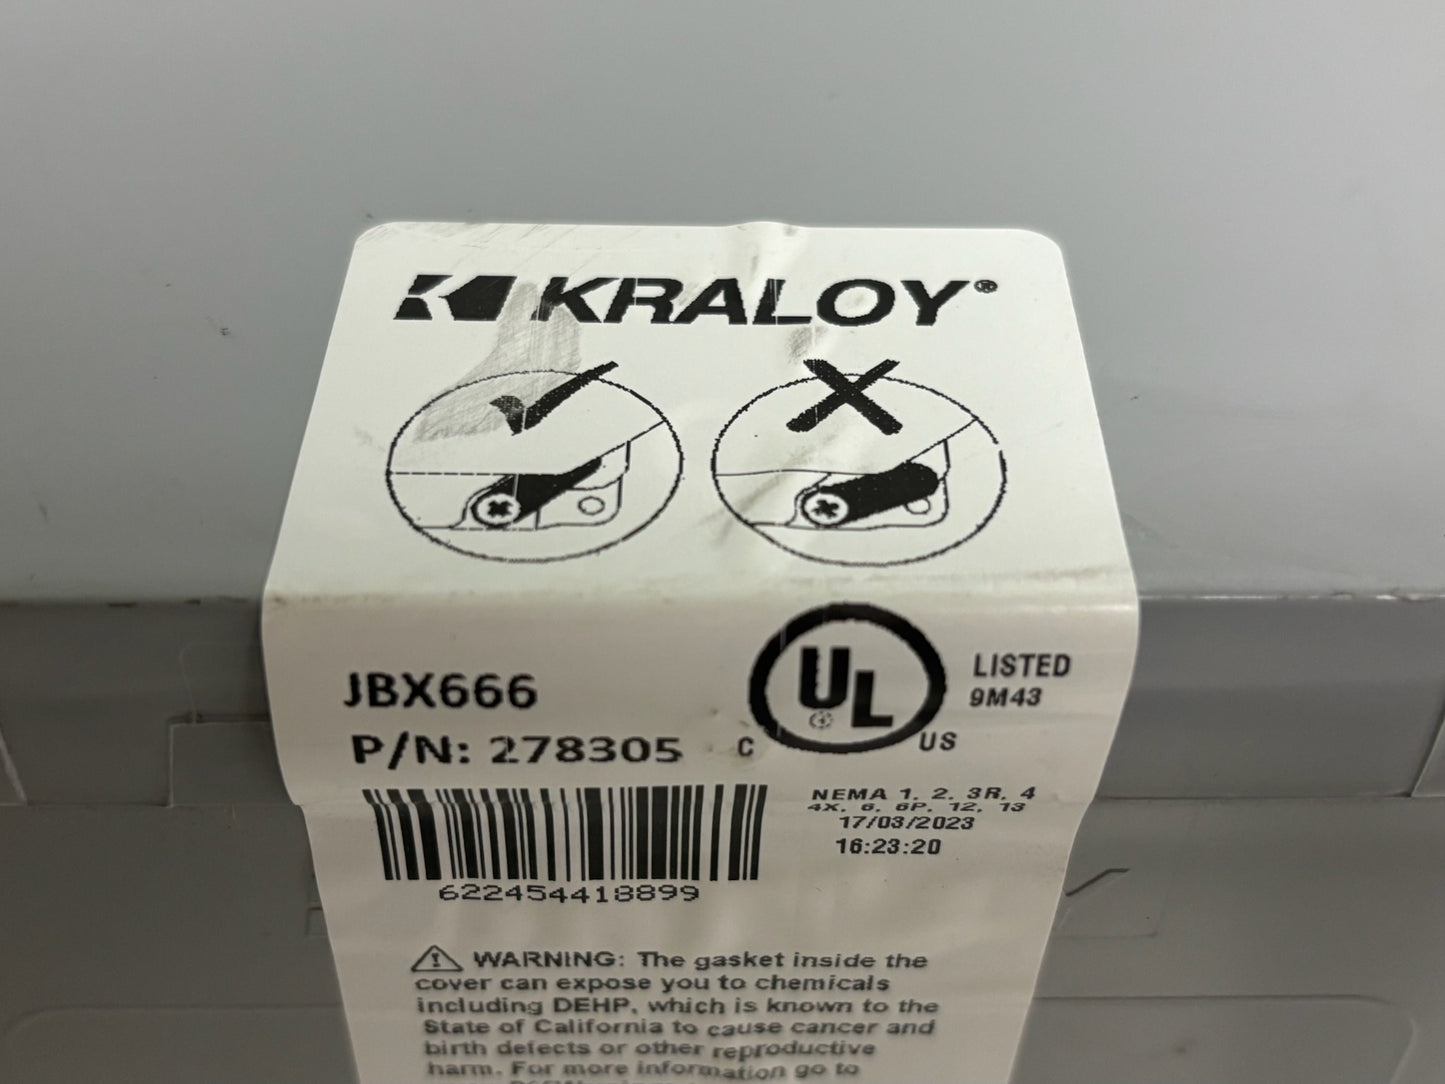 KRALOY®
JBX666
P/N: 278305
UL
C US
LISTED
9M43
NEMA 1, 2, 3R, 4
4X, 6, 6P, 12, 13
17/03/2023
16:23:20
622454418899
WARNING: The gasket inside the
cover can expose you to chemicals
including DEHP, which is known to the
State of California to cause cancer and
birth defects or other reproductive
harm. For more information go to